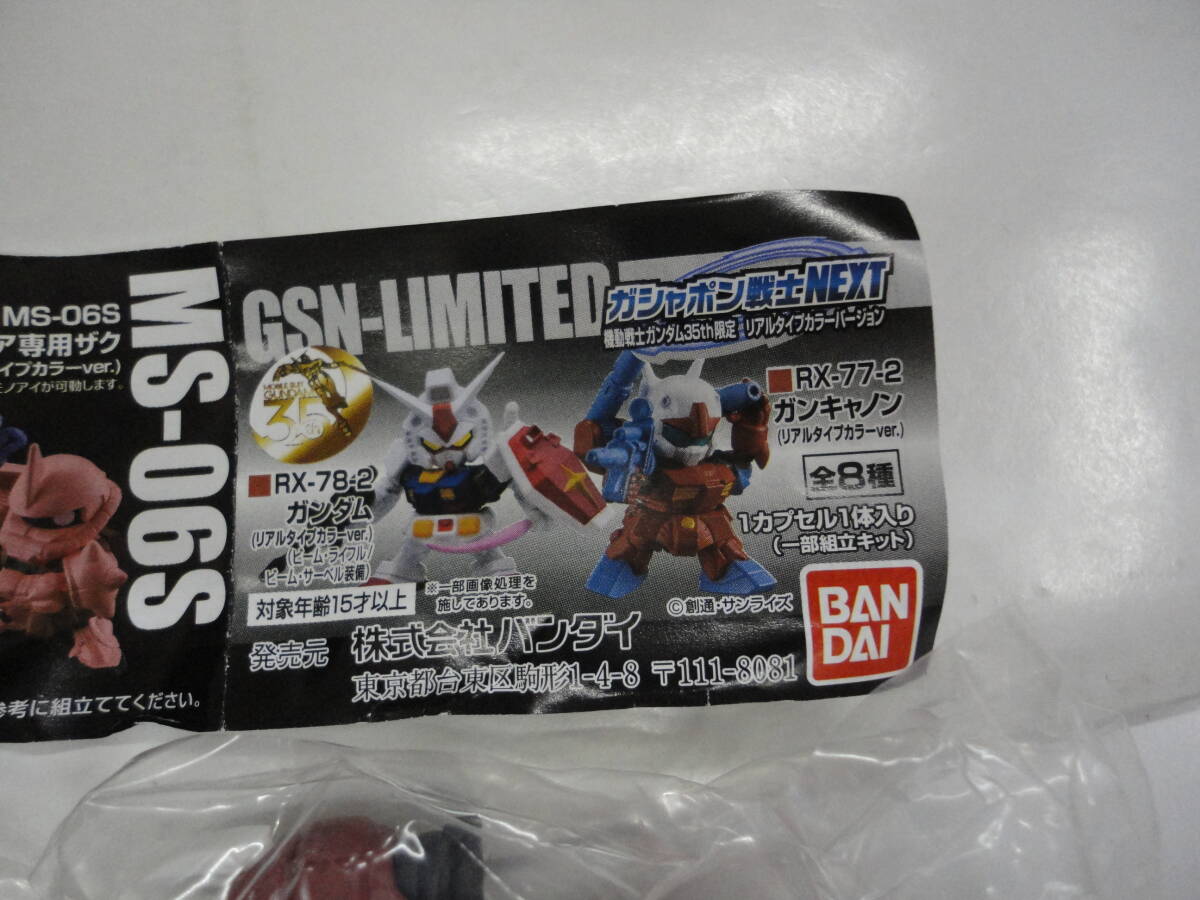 MS-06S
ア専用ザク
イプカラーver.)
モノアイが可動します。
参考に組立ててください。
MS-06S
GSN-LIMITED
ガシャポン戦士NEXT
機動戦士ガンダム35th限定 リアルタイプカラーバージョン
MOBILE SUIT
GUNDAM
35th
■RX-78-2
ガンダム
(リアルタイプカラーver.)
(ビーム・ライフル/
ビーム・サーベル装備)
対象年齢15才以上
※一部画像処理を
施してあります。
■RX-77-2
ガンキャノン
(リアルタイプカラーver.)
全8種
1カプセル1体入り
(一部組立キット)
©創通・サンライズ
発売元 株式会社バンダイ
東京都台東区駒形1-4-8 〒111-8081
BAN
DAI